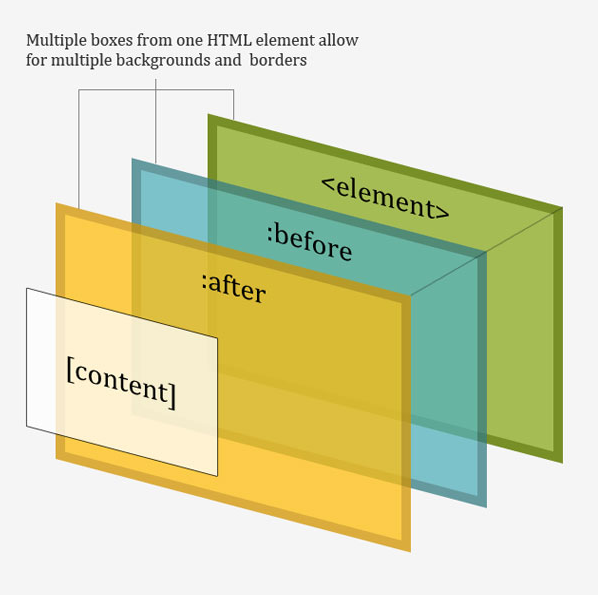 Multiple boxes from one HTML element allow
for multiple backgrounds and  borders
<element>
:before
:after
[content]